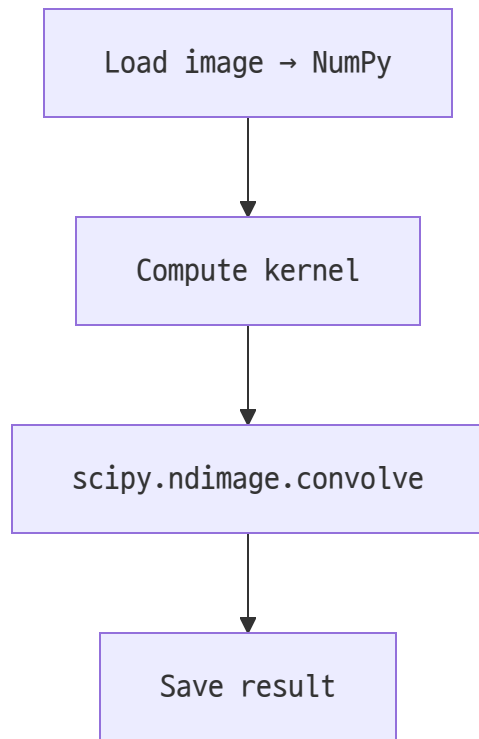 Load image → NumPy
Compute kernel
scipy.ndimage.convolve
Save result